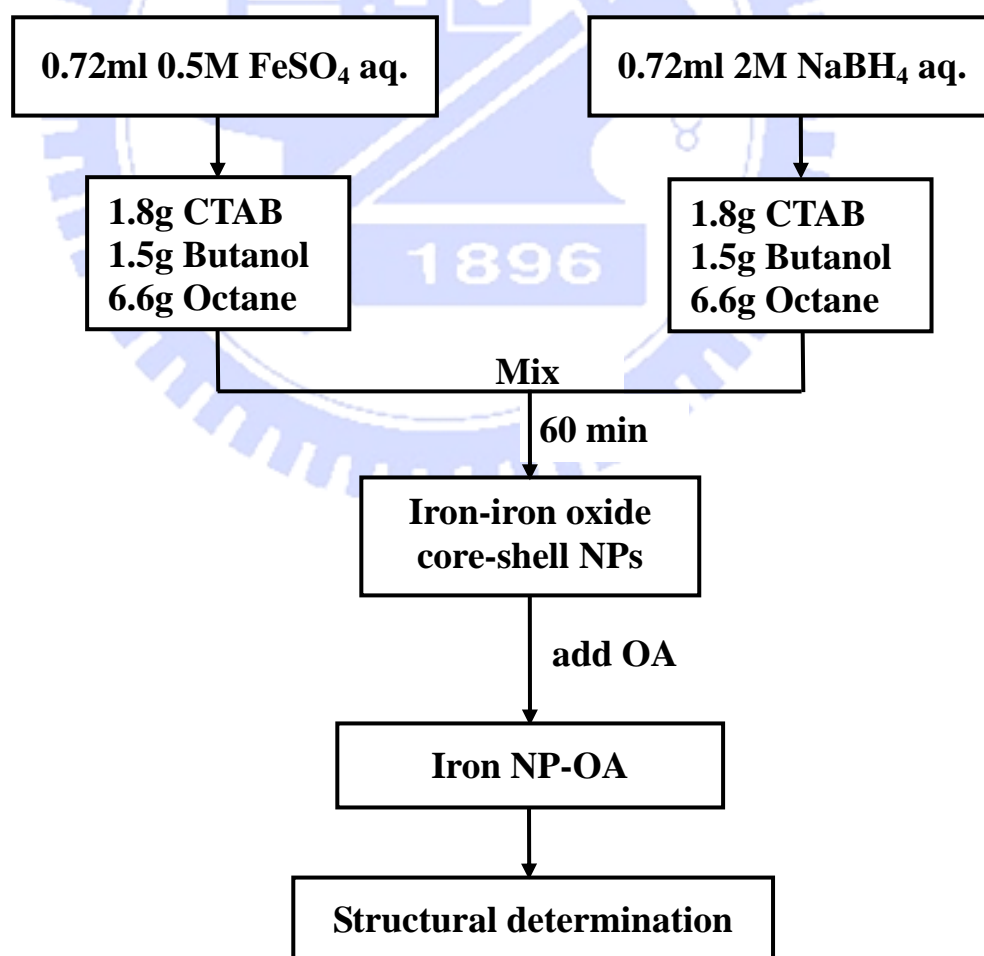 0.72ml 0.5M FeSO₄ aq.
0.72ml 2M NaBH₄ aq.
1.8g CTAB
1.5g Butanol
6.6g Octane
1.8g CTAB
1.5g Butanol
6.6g Octane
1896
Mix
60 min
Iron-iron oxide
core-shell NPs
add OA
Iron NP-OA
Structural determination